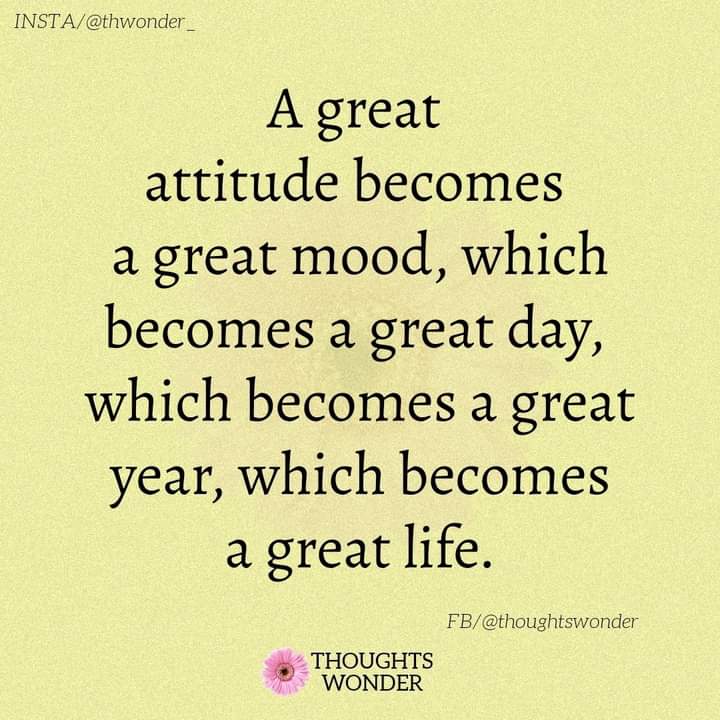 INSTA/@thwonder_
A great
attitude becomes
a great mood, which
becomes a great day,
which becomes a great
year, which becomes
a great life.
FB/@thoughtswonder
THOUGHTS
WONDER